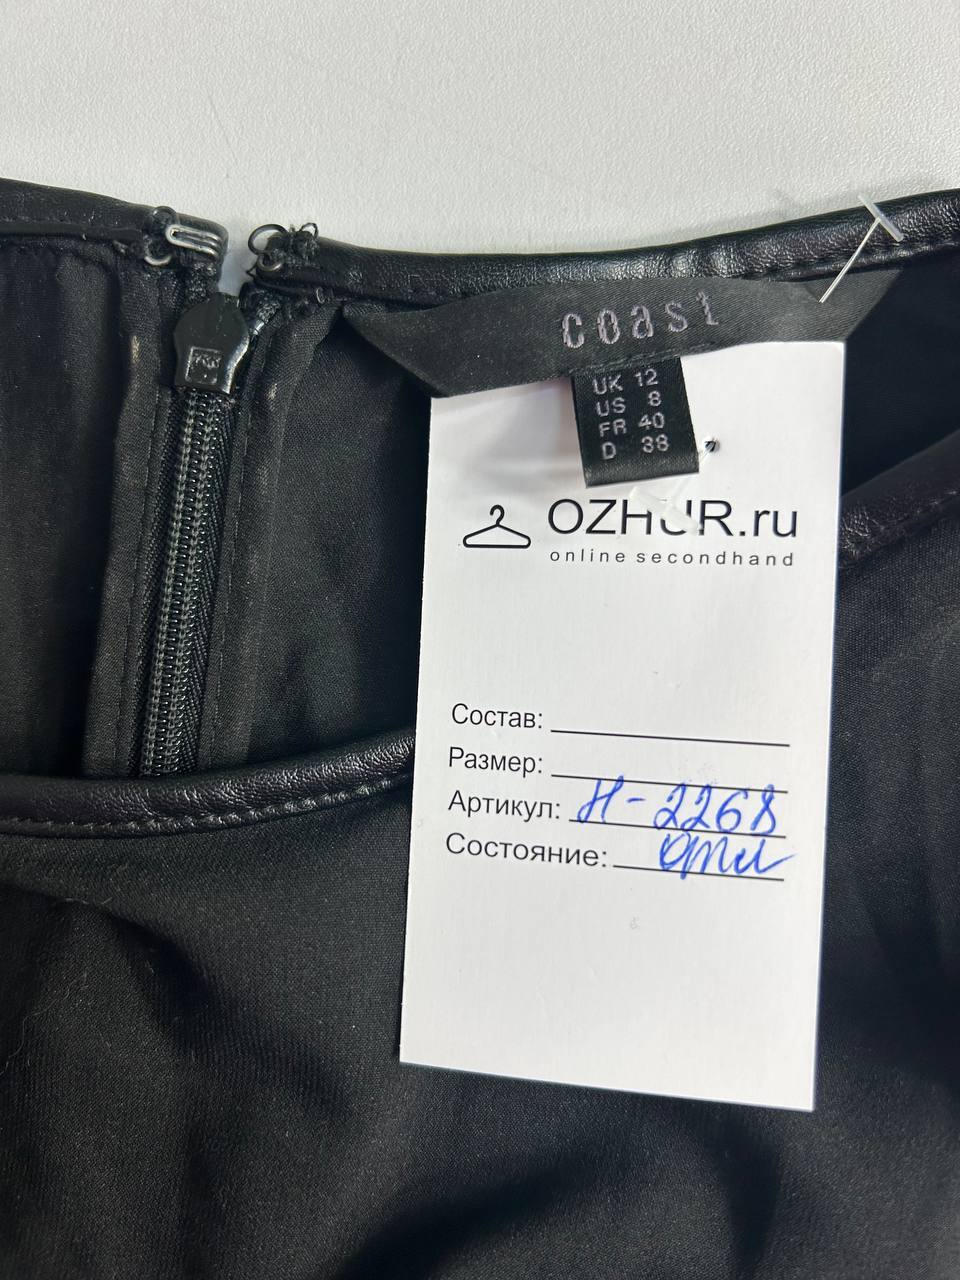 coast
UK 12
US 8
FR 40
D 38
OZHUR.ru
online secondhand
Состав:
Размер:
Артикул: Н-2268
Состояние: отл